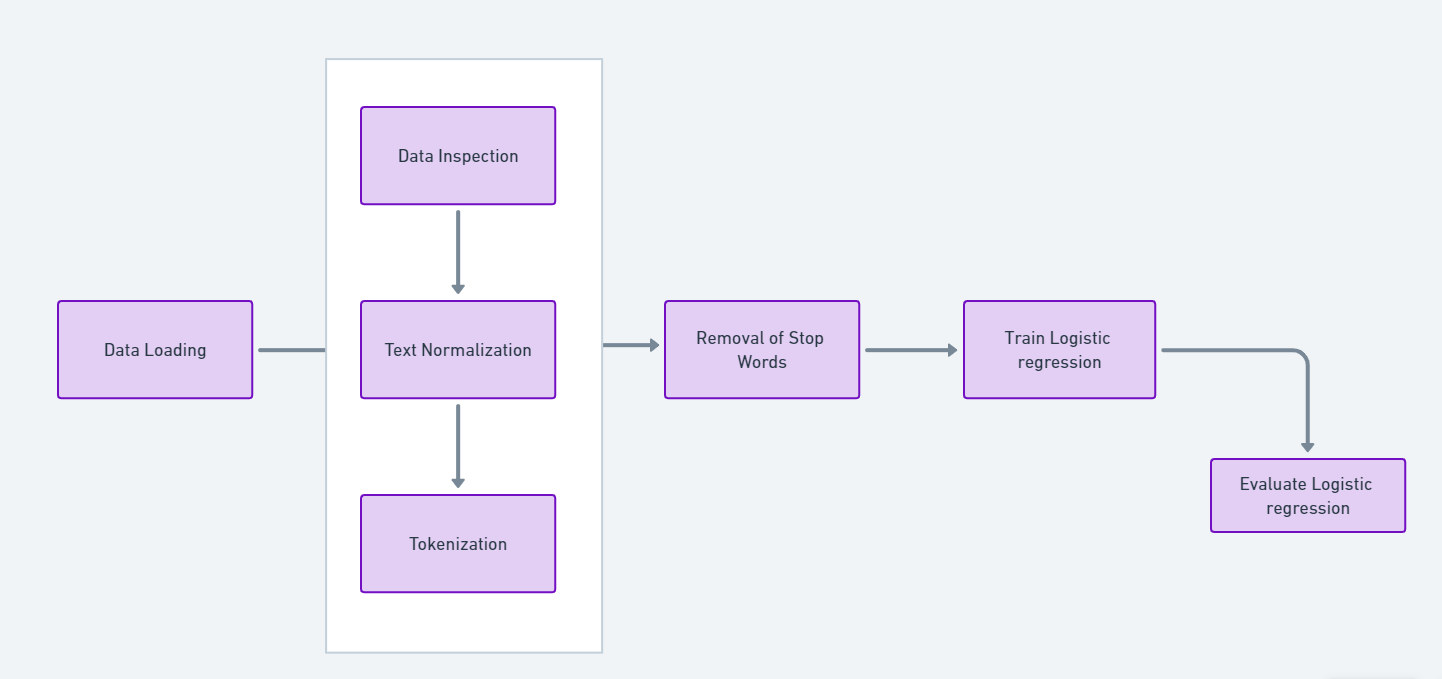 Data Loading
Data Inspection
Text Normalization
Tokenization
Removal of Stop
Words
Train Logistic
regression
Evaluate Logistic
regression